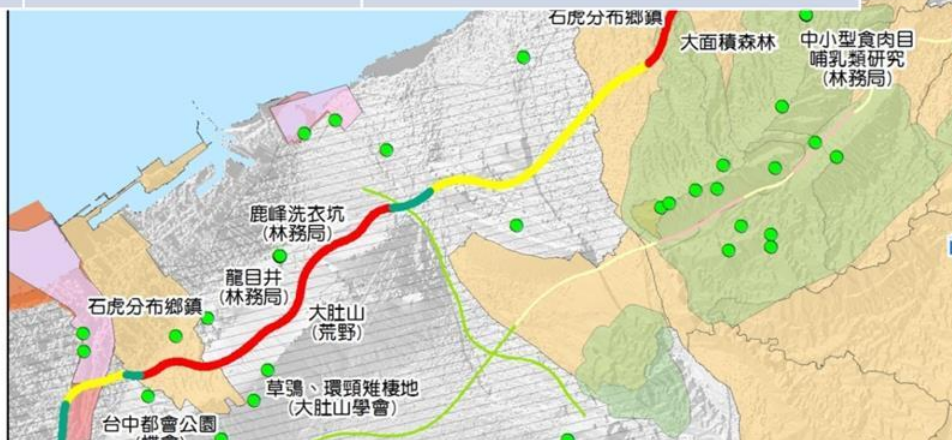 石虎分布鄉鎮
大面積森林
中小型食肉目
哺乳類研究
(林務局)
鹿峰洗衣坑
(林務局)
龍目井
(林務局)
石虎分布鄉鎮
大肚山
(荒野)
草鴞、環頸雉棲地
(大肚山學會)
台中都會公園